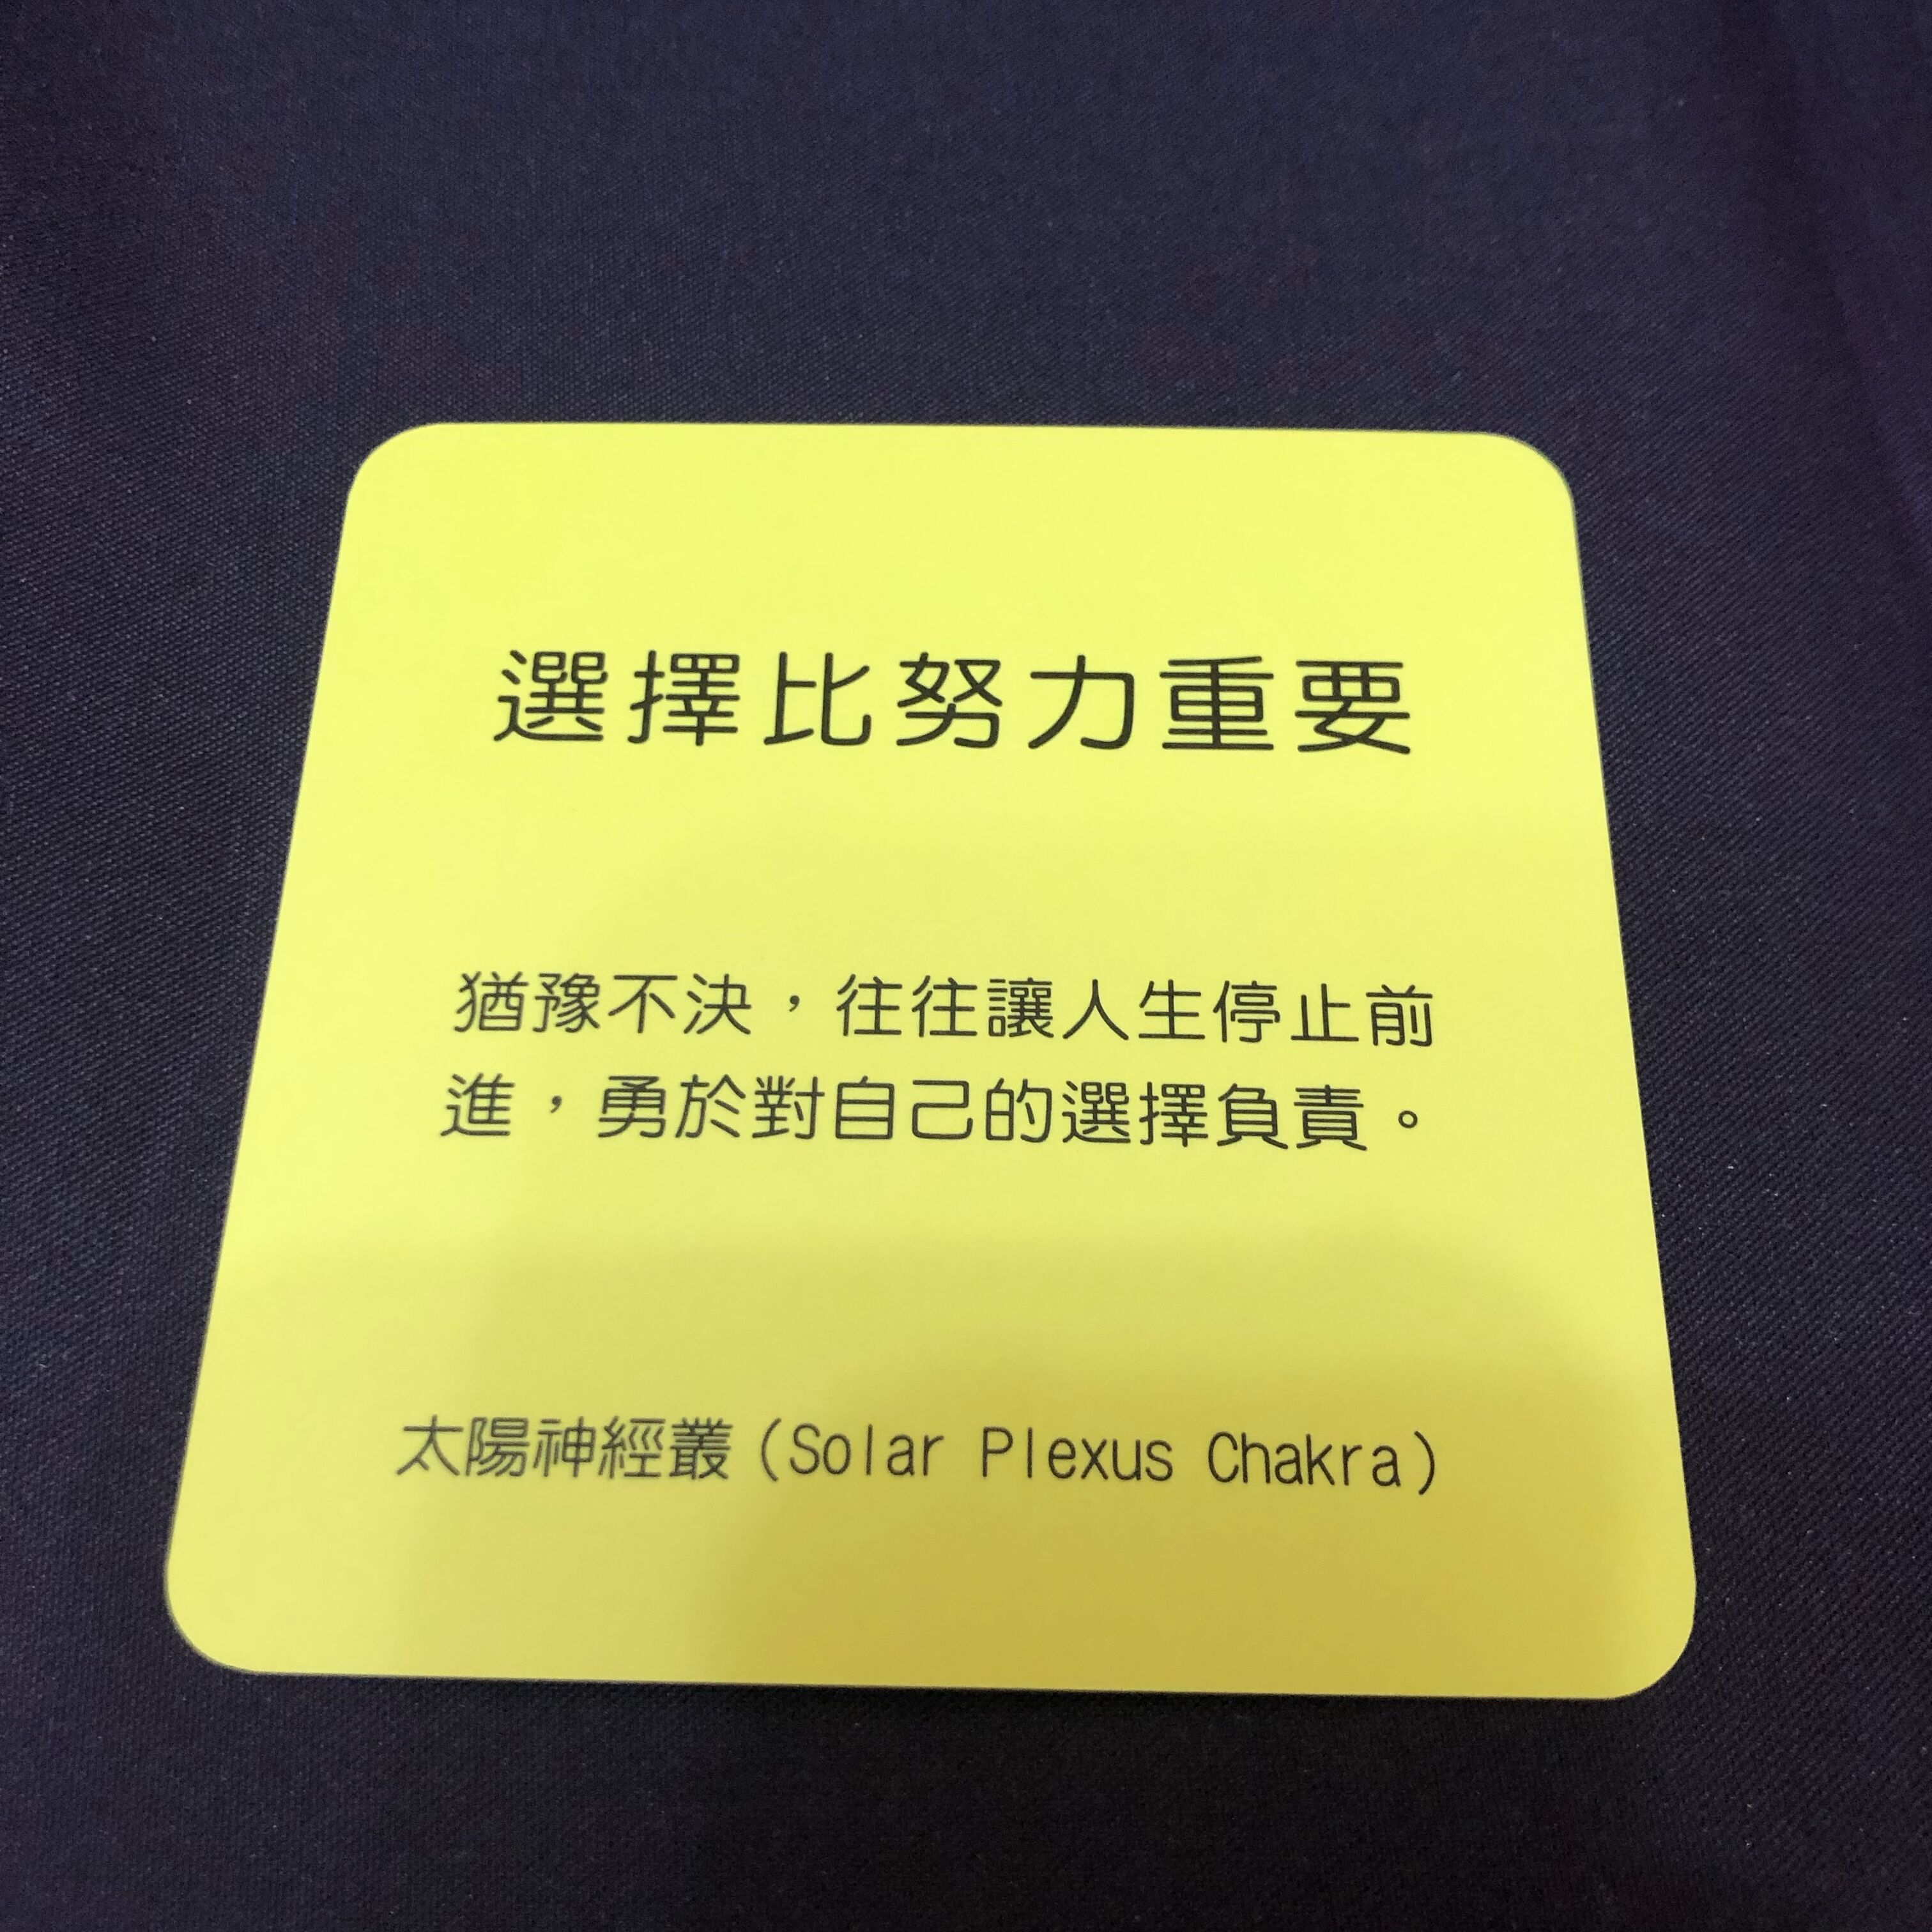 選擇比努力重要
猶豫不決，往往讓人生停止前
進，勇於對自己的選擇負責。
太陽神經叢(Solar Plexus Chakra)